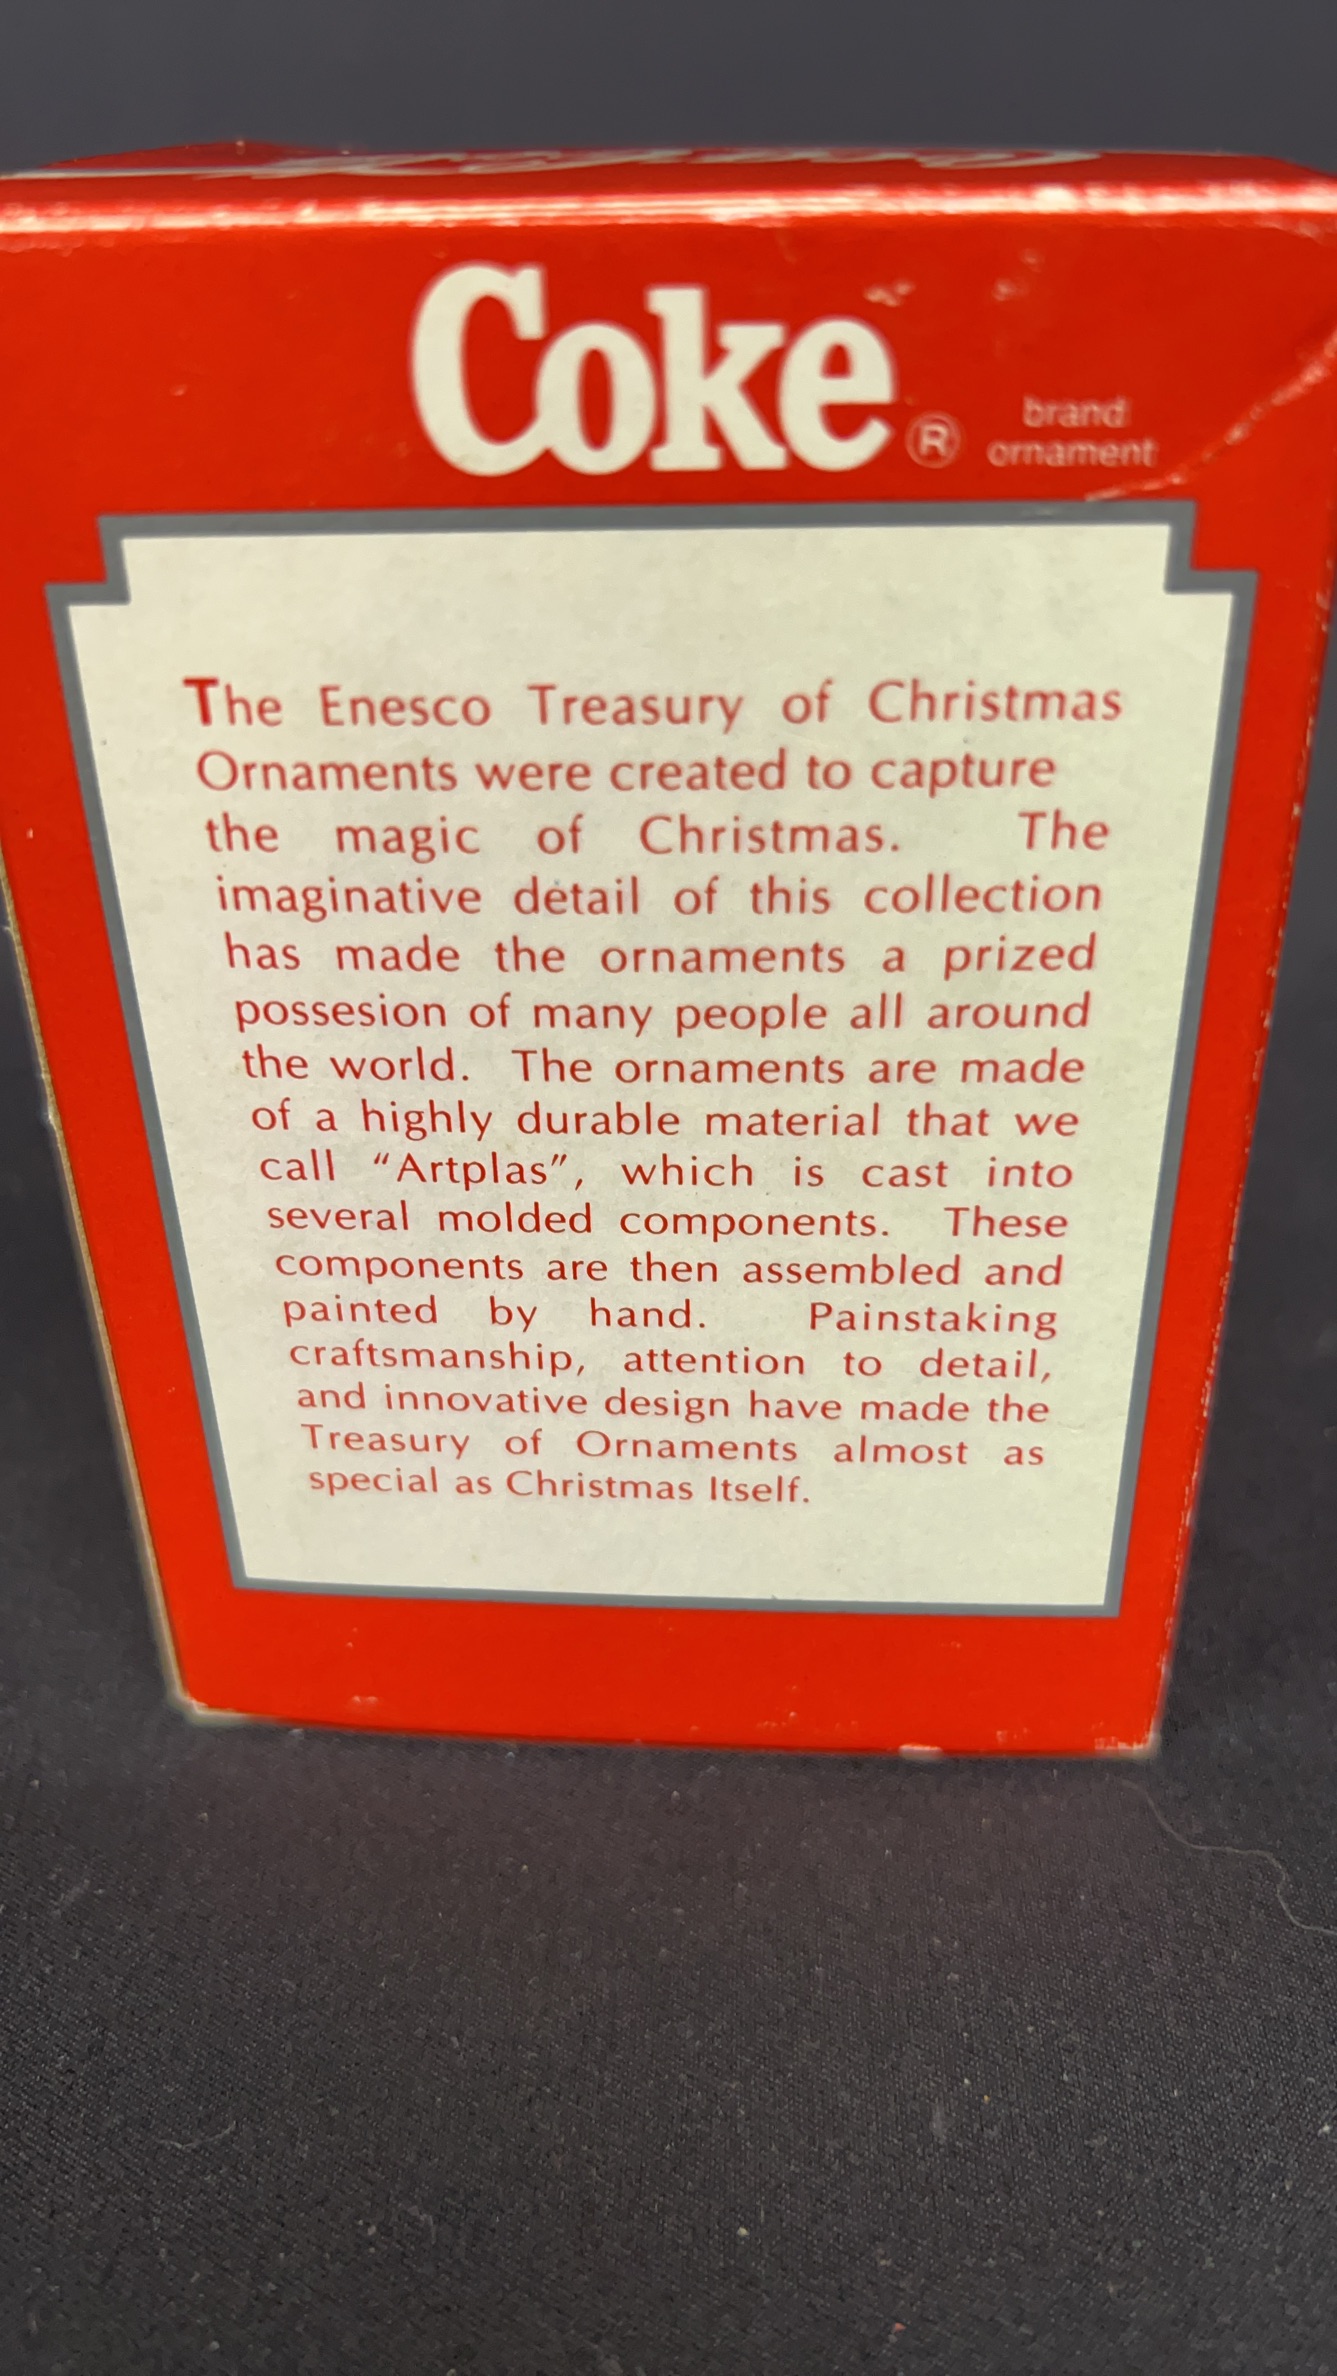 Coke ®
brand
ornament
The Enesco Treasury of Christmas
Ornaments were created to capture
the magic of Christmas. The
imaginative detail of this collection
has made the ornaments a prized
possesion of many people all around
the world. The ornaments are made
of a highly durable material that we
call “Artplas”, which is cast into
several molded components. These
components are then assembled and
painted by hand. Painstaking
craftsmanship, attention to detail,
and innovative design have made the
Treasury of Ornaments almost as
special as Christmas Itself.